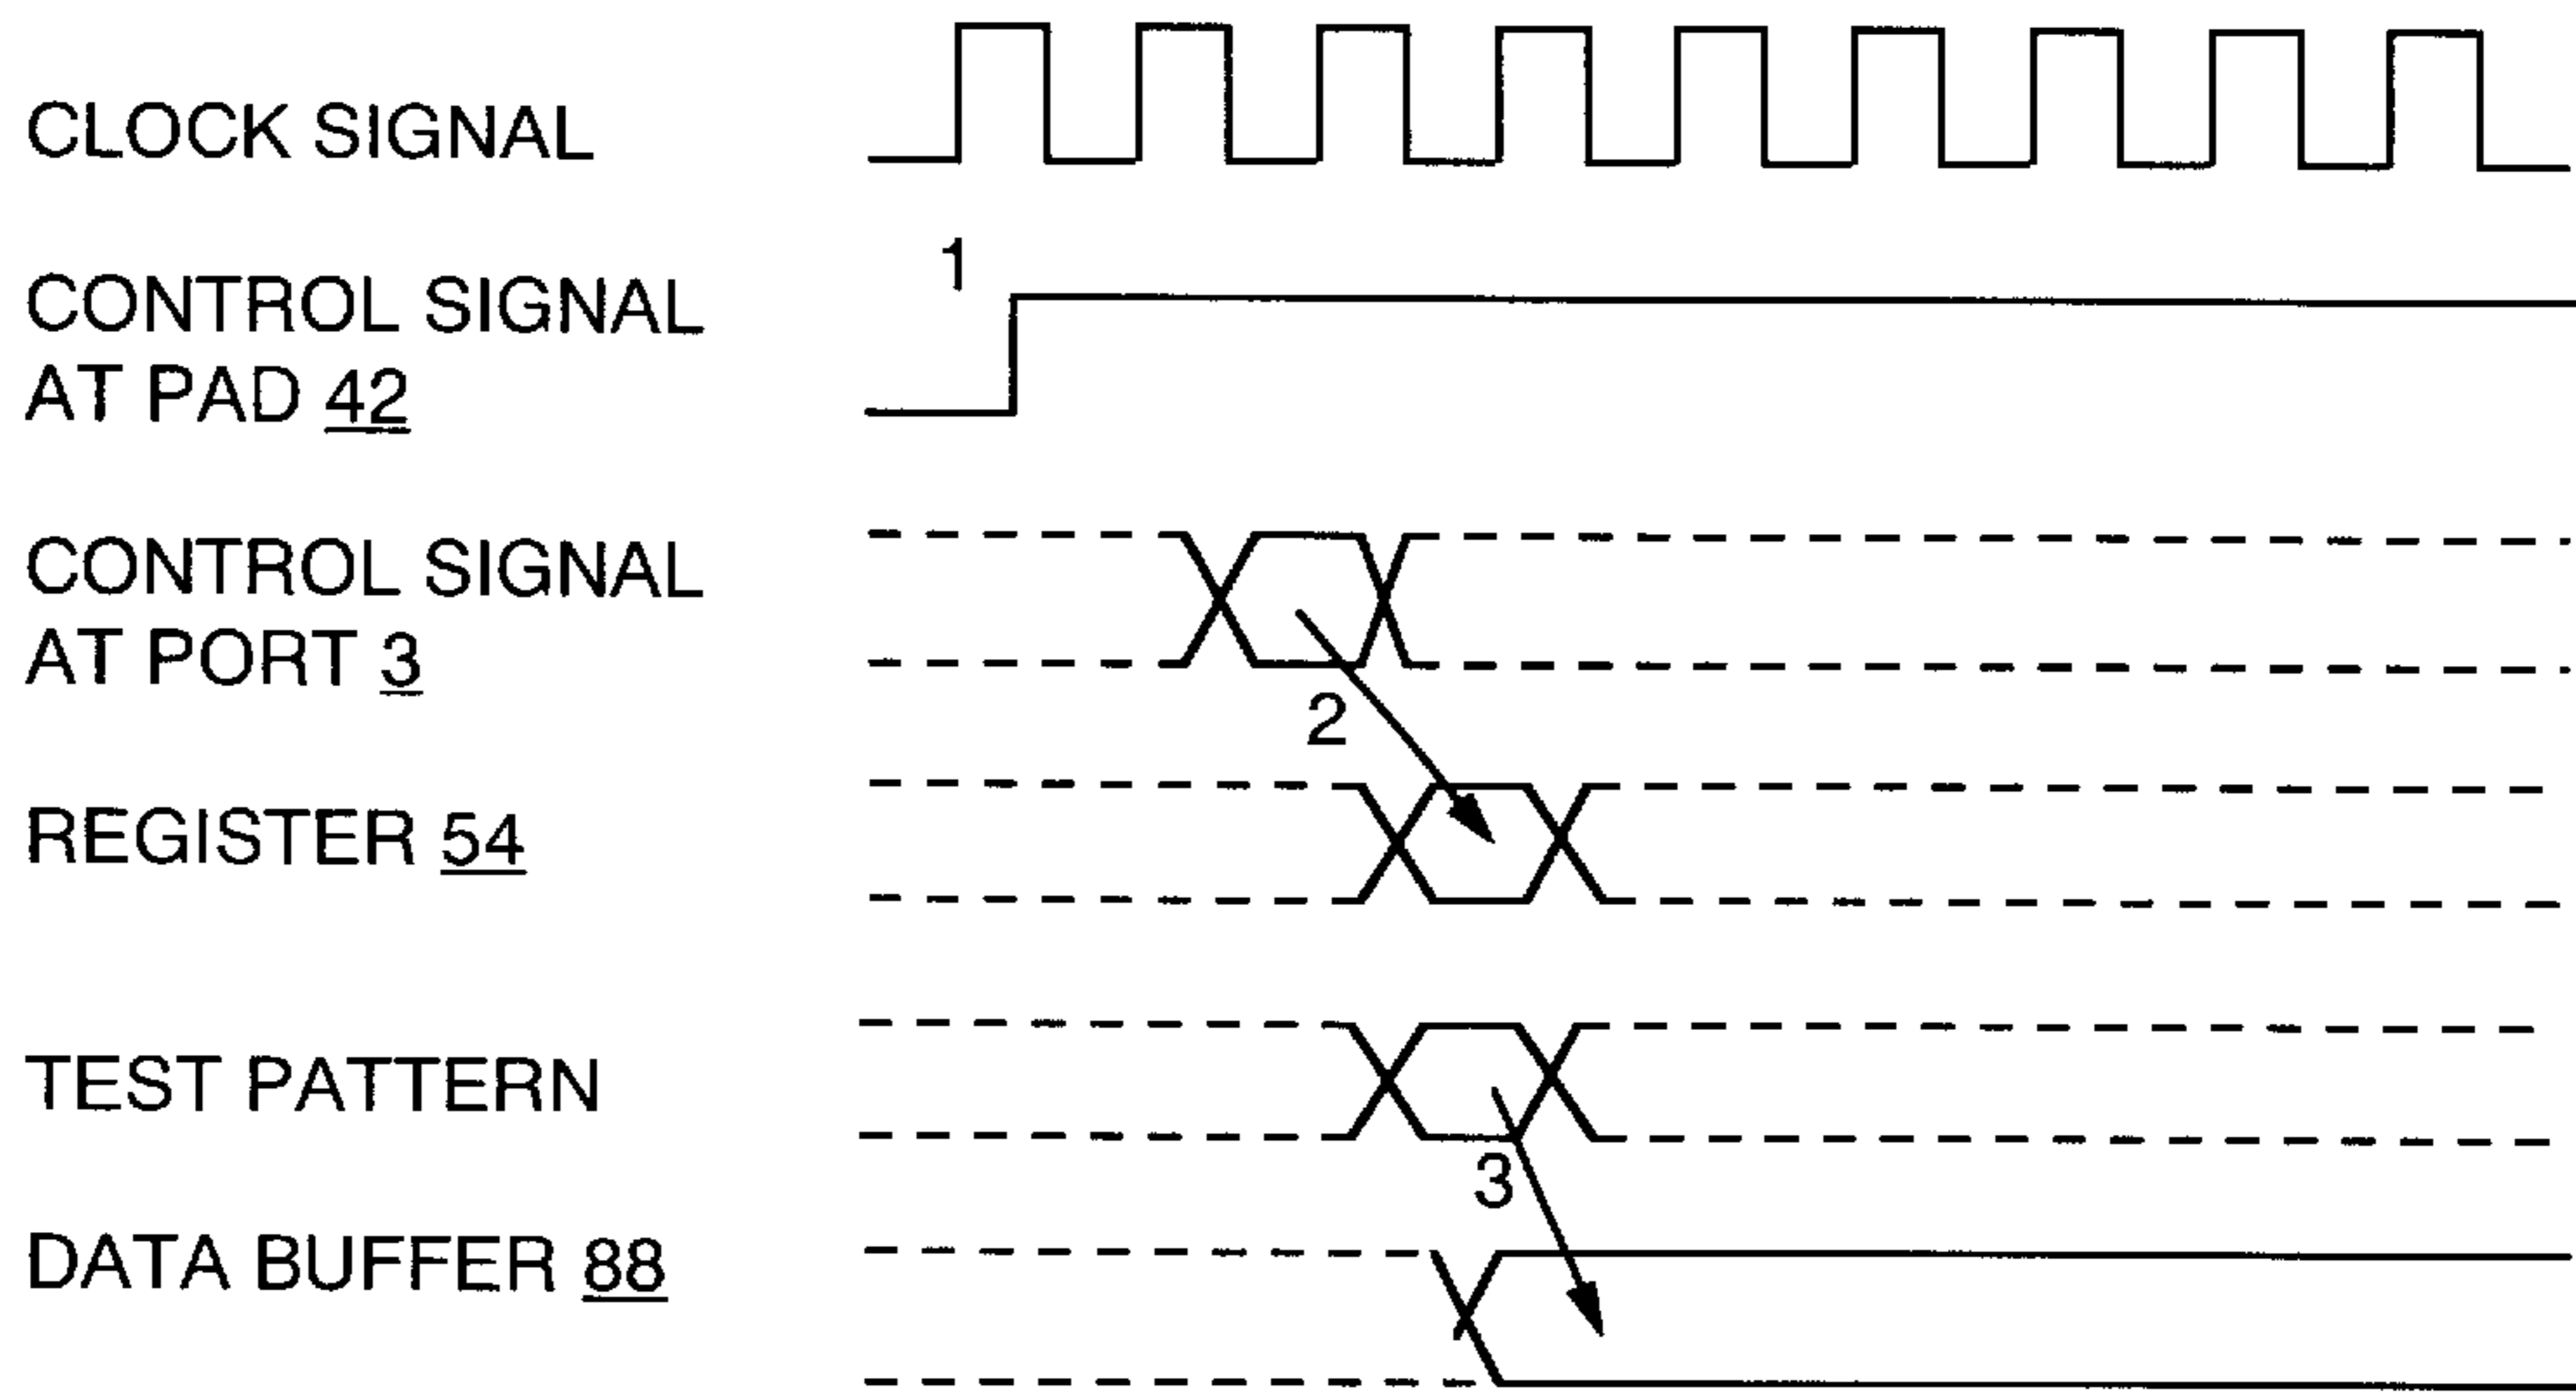 CLOCK SIGNAL
1
CONTROL SIGNAL
AT PAD 42
CONTROL SIGNAL
AT PORT 3
2
REGISTER 54
TEST PATTERN
3
DATA BUFFER 88